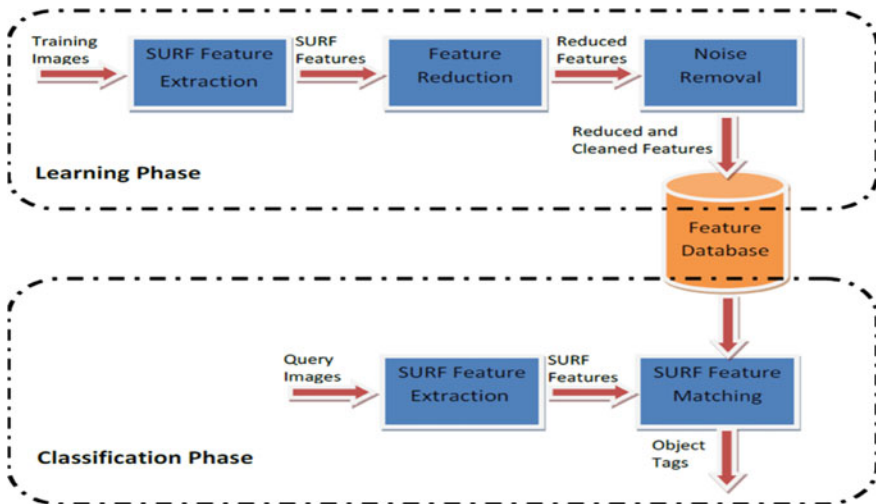 Training
Images
SURF Feature
Extraction
SURF
Features
Feature
Reduction
Reduced
Features
Noise
Removal
Reduced and
Cleaned Features
Learning Phase
Feature
Database
Query
Images
SURF Feature
Extraction
SURF
Features
SURF Feature
Matching
Object
Tags
Classification Phase